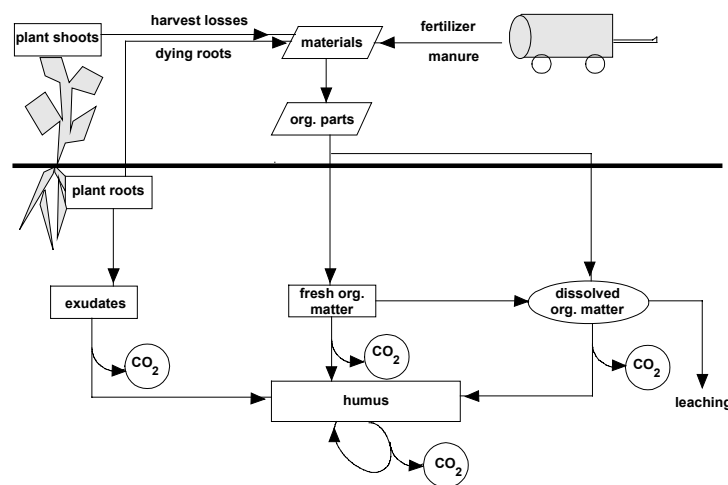 harvest losses
plant shoots
dying roots
materials
fertilizer
manure
org. parts
plant roots
exudates
fresh org.
matter
dissolved
org. matter
CO2
CO2
CO2
leaching
humus
CO2